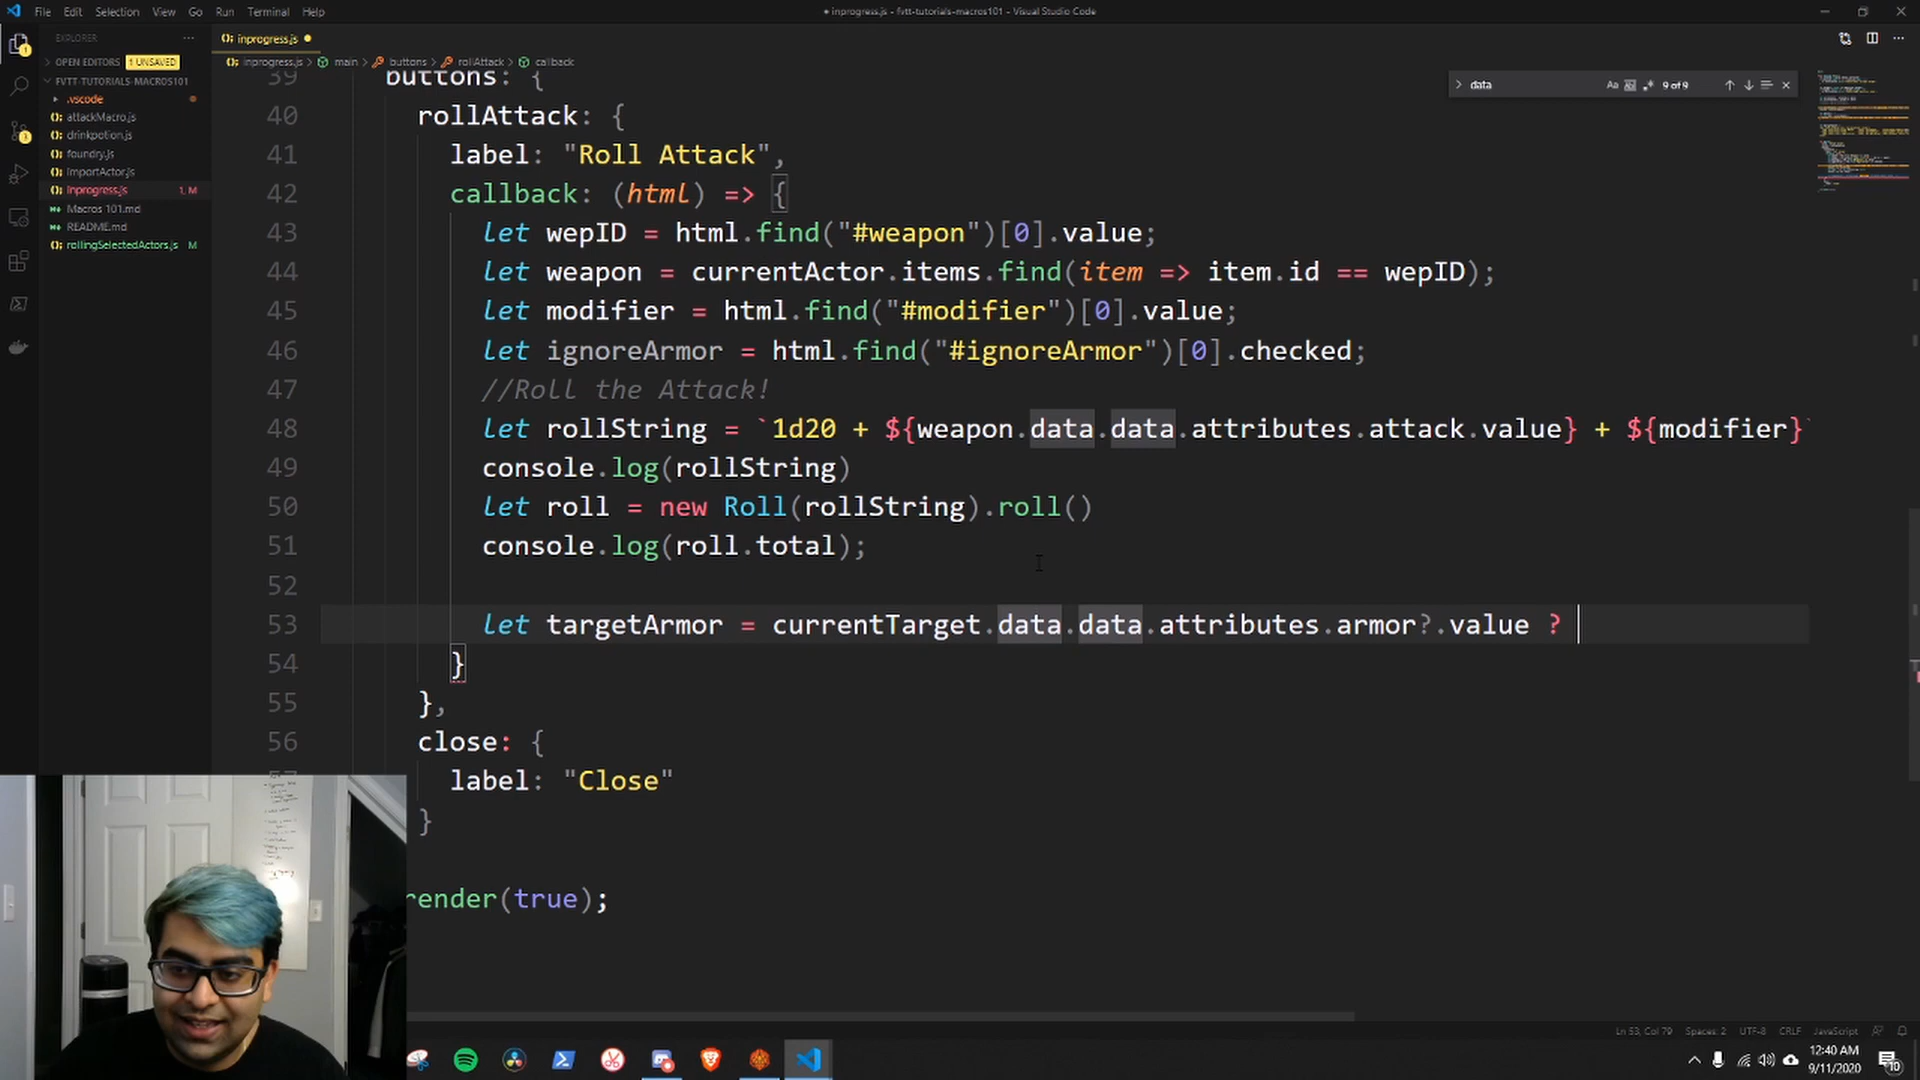 File Edit Selection View Go Run Terminal Help
• inprogress.js - fvtt-tutorials-macros101 - Visual Studio Code
EXPLORER
OPEN EDITORS 1 UNSAVED
FVTT-TUTORIALS-MACROS101
.vscode
attackMacro.js
drinkpotion.js
foundry.js
importActor.js
inprogress.js 1, M
Macros 101.md
README.md
rollingSelectedActors.js M
inprogress.js
inprogress.js > main > buttons > rollAttack > callback
data
Aa
9 of 9
39 buttons: {
40 rollAttack: {
41 label: "Roll Attack",
42 callback: (html) => {
43 let wepID = html.find("#weapon")[0].value;
44 let weapon = currentActor.items.find(item => item.id == wepID);
45 let modifier = html.find("#modifier")[0].value;
46 let ignoreArmor = html.find("#ignoreArmor")[0].checked;
47 //Roll the Attack!
48 let rollString = `1d20 + ${weapon.data.data.attributes.attack.value} + ${modifier}`
49 console.log(rollString)
50 let roll = new Roll(rollString).roll()
51 console.log(roll.total);
52
53 let targetArmor = currentTarget.data.data.attributes.armor?.value ?
54 }
55 },
56 close: {
label: "Close"
}
render(true);
Ln 53, Col 79 Spaces: 2 UTF-8 CRLF JavaScript
12:40 AM
9/11/2020
10